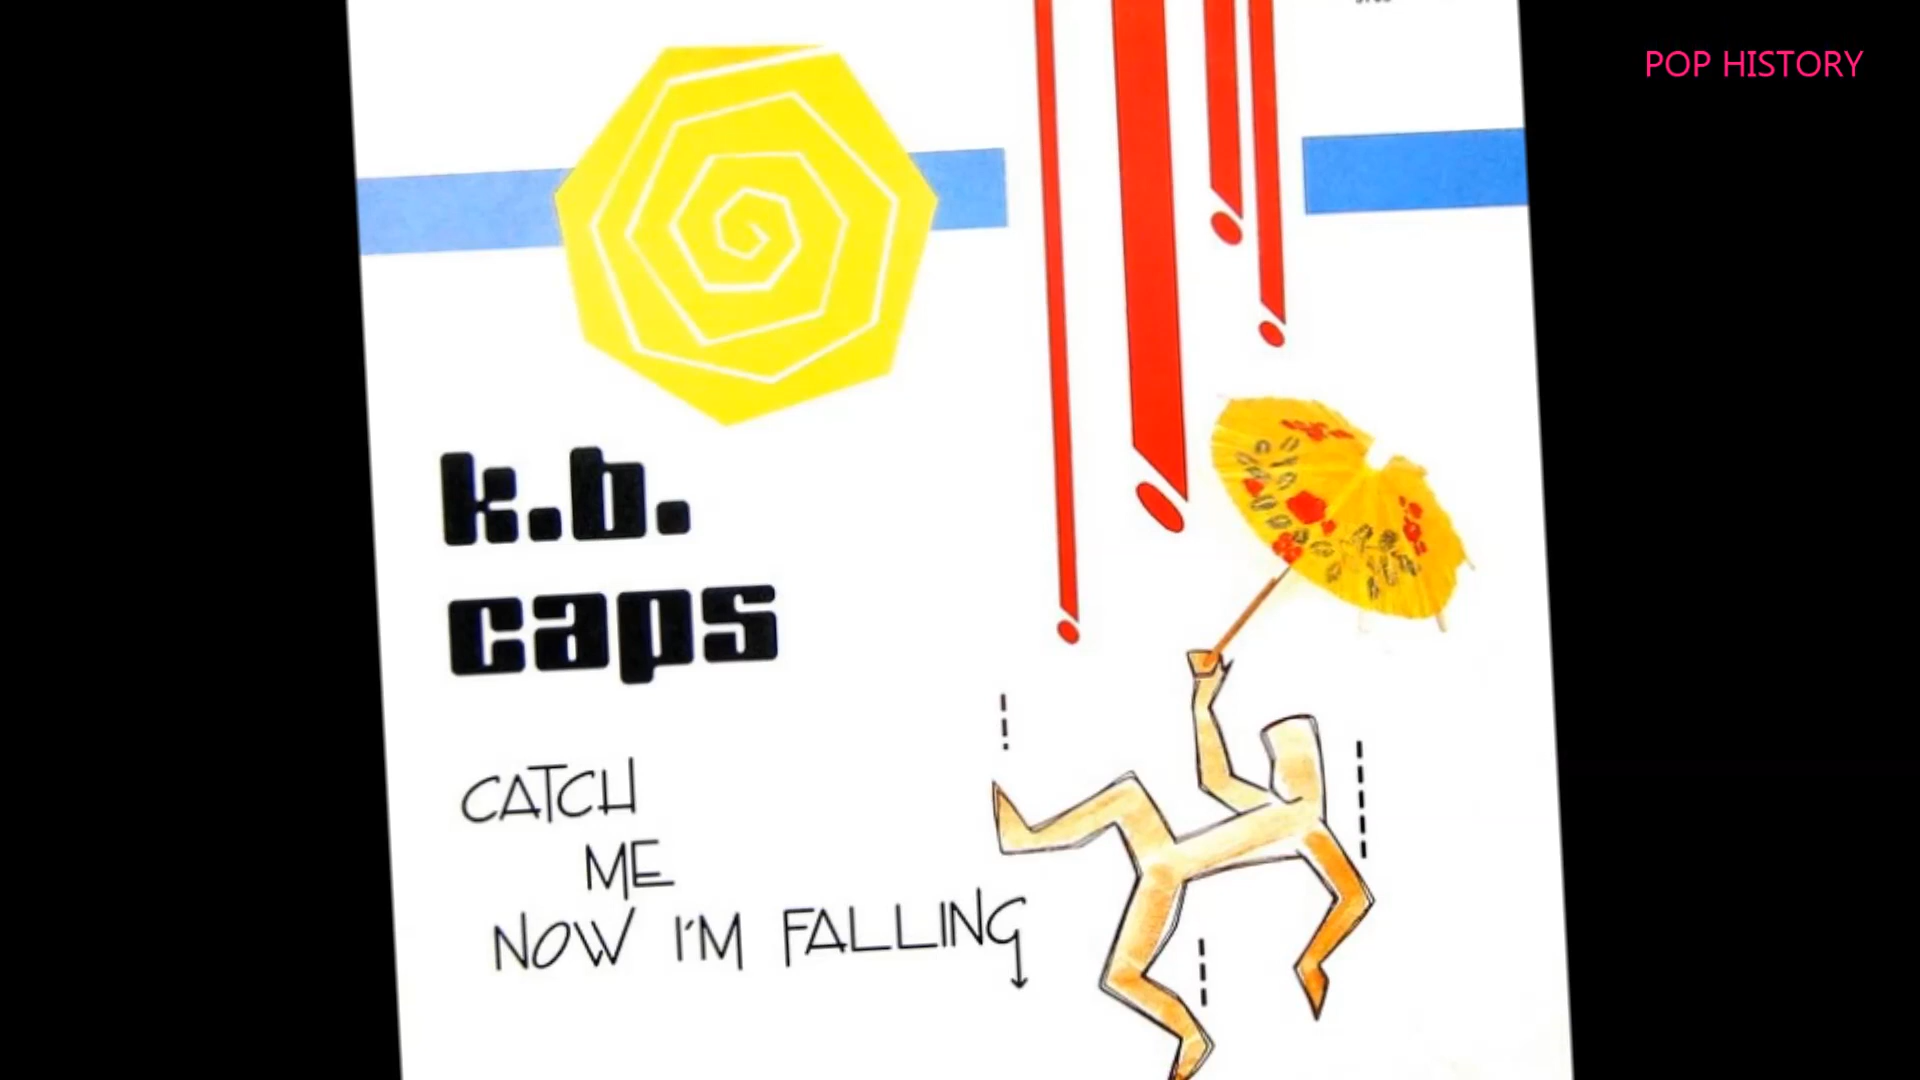 POP HISTORY
k.b.
caps
CATCH
ME
NOW I'M FALLING